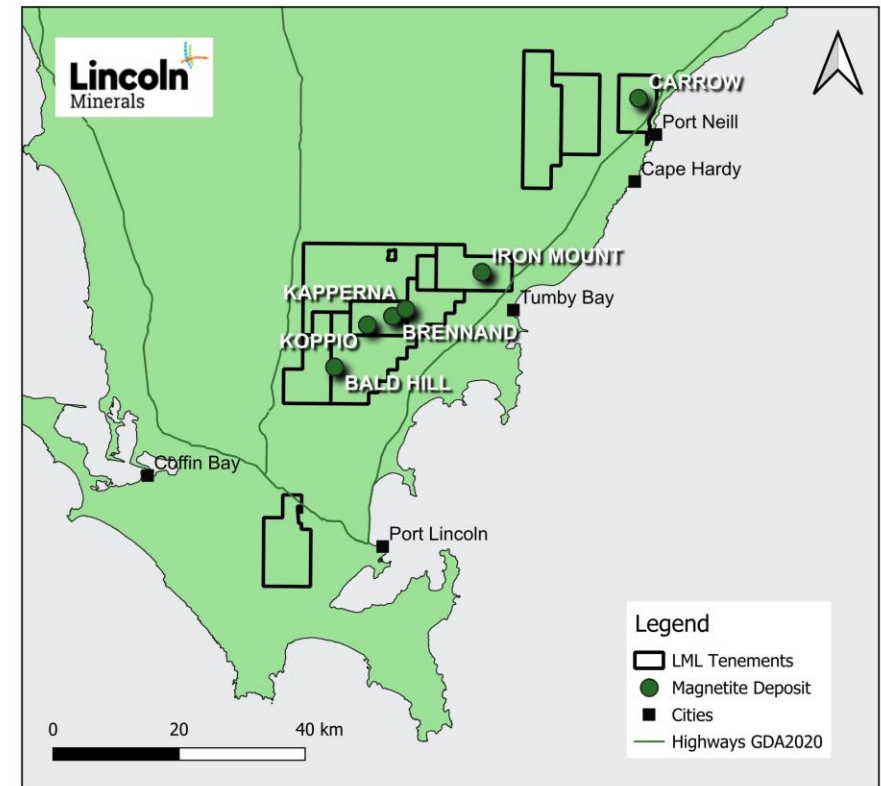 Lincoln
Minerals
CARROW
Port Neill
Cape Hardy
IRON MOUNT
KAPPERNA
Tumby Bay
BRENNAND
KOPPIO
BALD HILL
Coffin Bay
Port Lincoln
Legend
LML Tenements
Magnetite Deposit
Cities
Highways GDA2020
0 20 40 km